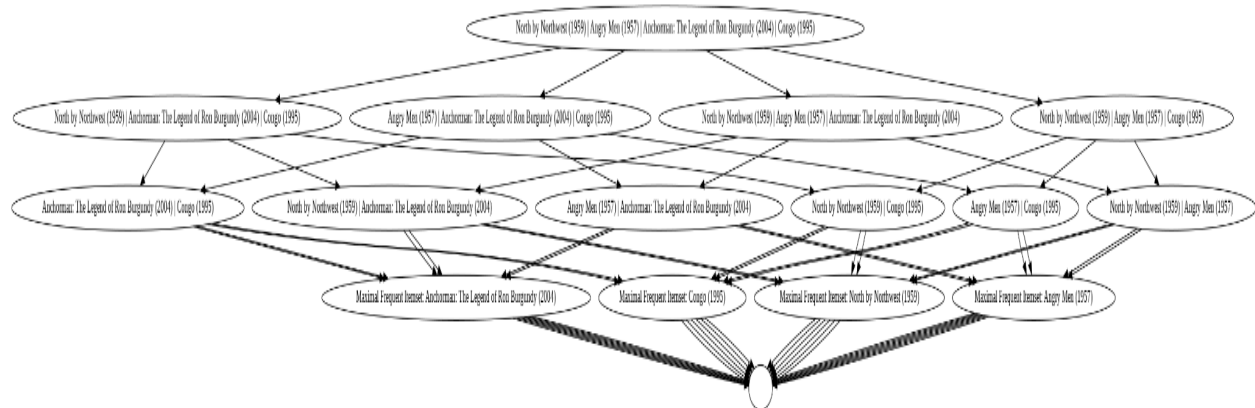 North by Northwest (1959) | Angry Men (1957) | Anchorman: The Legend of Ron Burgundy (2004) | Congo (1995)
North by Northwest (1959) | Anchorman: The Legend of Ron Burgundy (2004) | Congo (1995)
Angry Men (1957) | Anchorman: The Legend of Ron Burgundy (2004) | Congo (1995)
North by Northwest (1959) | Angry Men (1957) | Anchorman: The Legend of Ron Burgundy (2004)
North by Northwest (1959) | Angry Men (1957) | Congo (1995)
Anchorman: The Legend of Ron Burgundy (2004) | Congo (1995)
North by Northwest (1959) | Anchorman: The Legend of Ron Burgundy (2004)
Angry Men (1957) | Anchorman: The Legend of Ron Burgundy (2004)
North by Northwest (1959) | Congo (1995)
Angry Men (1957) | Congo (1995)
North by Northwest (1959) | Angry Men (1957)
Maximal Frequent Itemset: Anchorman: The Legend of Ron Burgundy (2004)
Maximal Frequent Itemset: Congo (1995)
Maximal Frequent Itemset: North by Northwest (1959)
Maximal Frequent Itemset: Angry Men (1957)